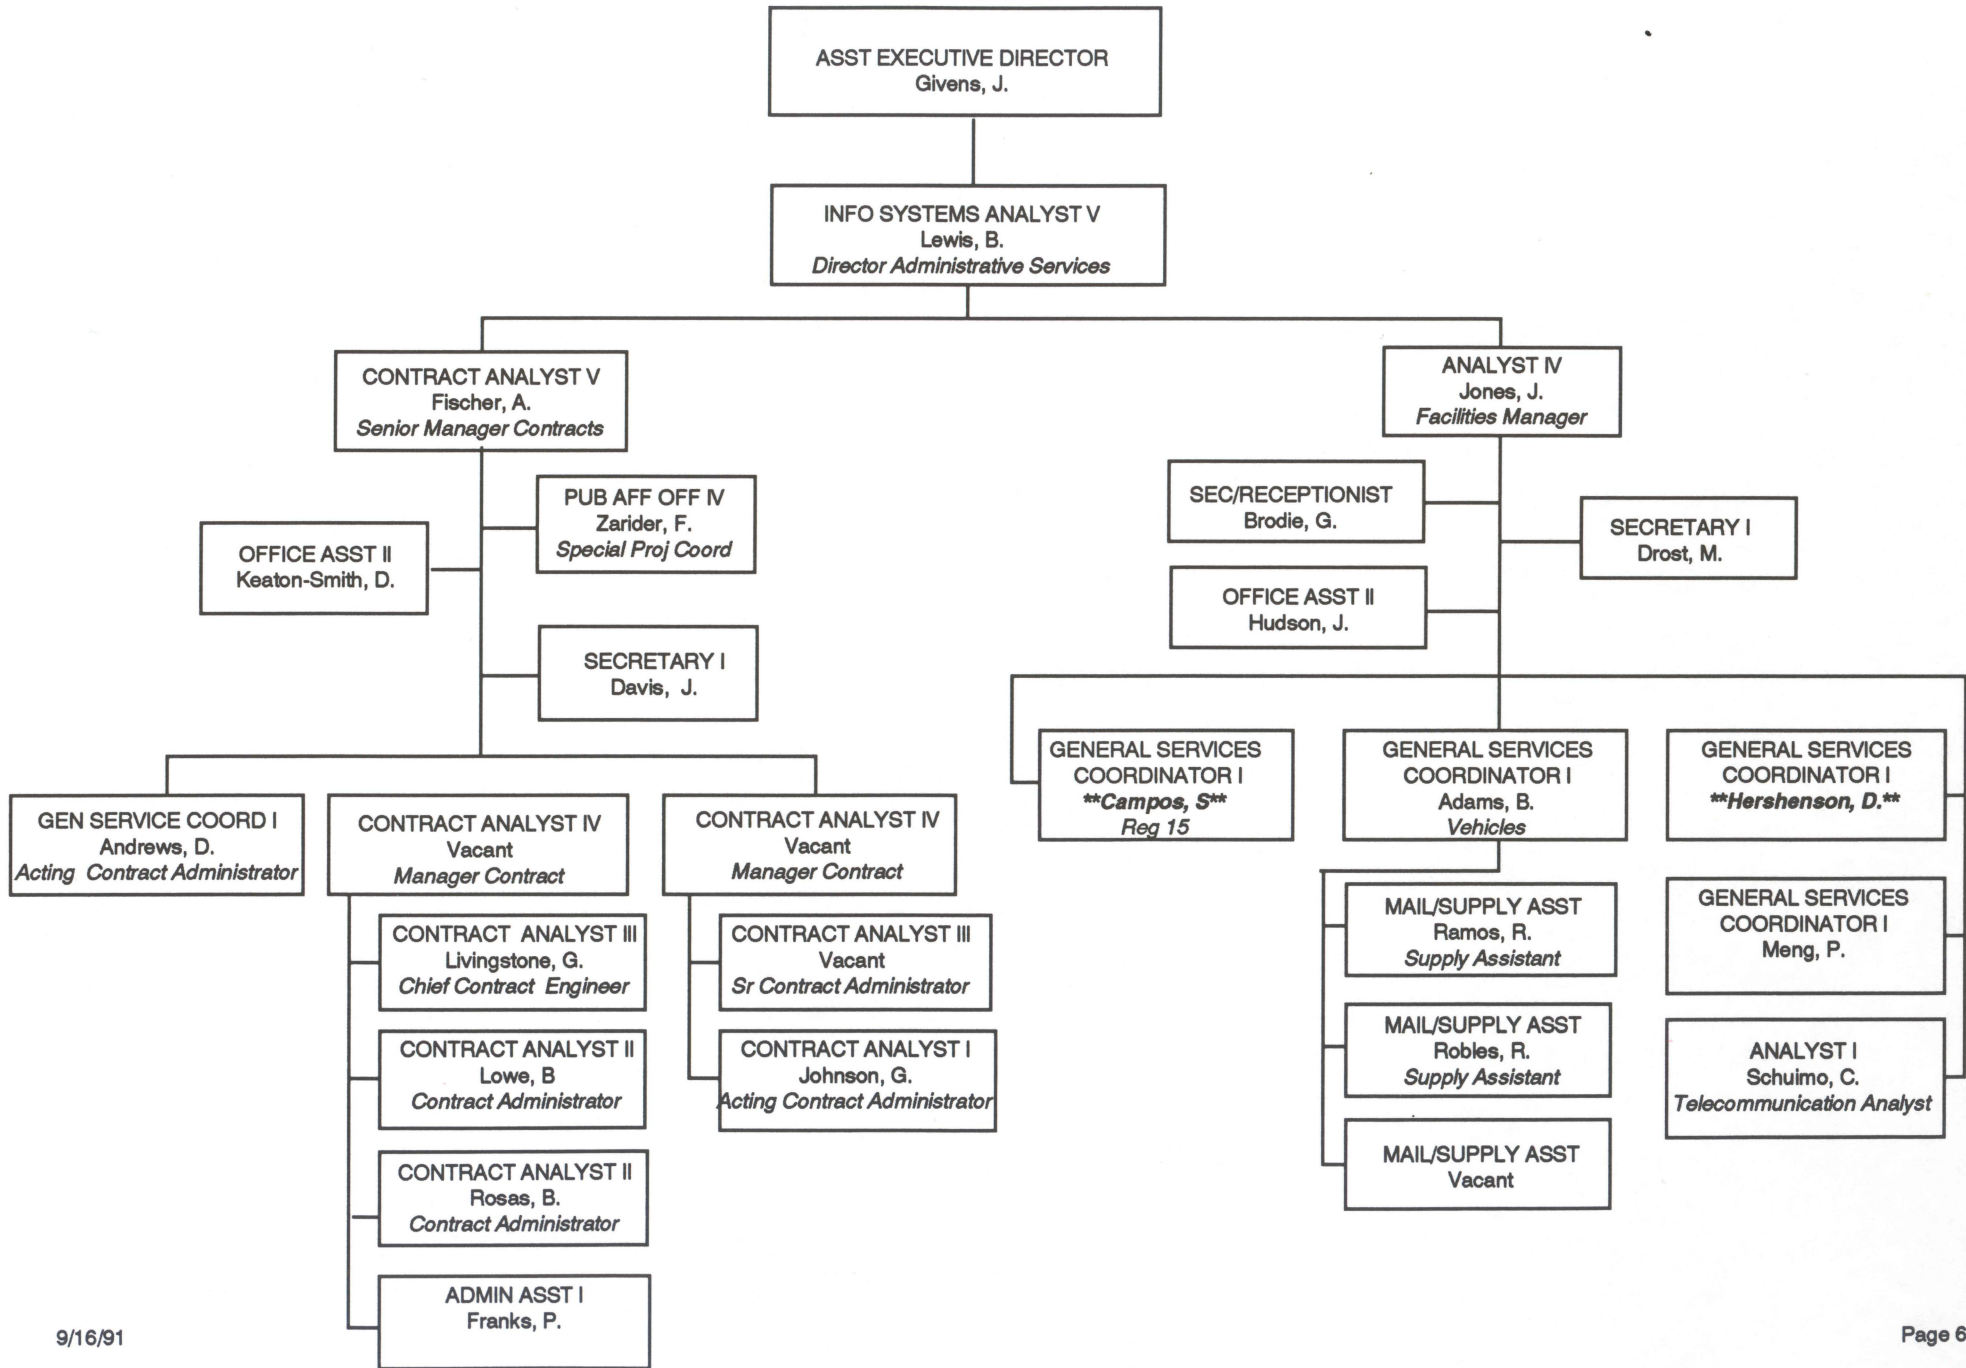 ASST EXECUTIVE DIRECTOR
Givens, J.
INFO SYSTEMS ANALYST V
Lewis, B.
Director Administrative Services
CONTRACT ANALYST V
Fischer, A.
Senior Manager Contracts
PUB AFF OFF IV
Zarider, F.
Special Proj Coord
OFFICE ASST II
Keaton-Smith, D.
SECRETARY I
Davis, J.
GEN SERVICE COORD I
Andrews, D.
Acting Contract Administrator
CONTRACT ANALYST IV
Vacant
Manager Contract
CONTRACT ANALYST III
Livingstone, G.
Chief Contract Engineer
CONTRACT ANALYST II
Lowe, B
Contract Administrator
CONTRACT ANALYST II
Rosas, B.
Contract Administrator
ADMIN ASST I
Franks, P.
CONTRACT ANALYST IV
Vacant
Manager Contract
CONTRACT ANALYST III
Vacant
Sr Contract Administrator
CONTRACT ANALYST I
Johnson, G.
Acting Contract Administrator
ANALYST IV
Jones, J.
Facilities Manager
SEC/RECEPTIONIST
Brodie, G.
SECRETARY I
Drost, M.
OFFICE ASST II
Hudson, J.
GENERAL SERVICES
COORDINATOR I
**Campos, S**
Reg 15
GENERAL SERVICES
COORDINATOR I
Adams, B.
Vehicles
MAIL/SUPPLY ASST
Ramos, R.
Supply Assistant
MAIL/SUPPLY ASST
Robles, R.
Supply Assistant
MAIL/SUPPLY ASST
Vacant
GENERAL SERVICES
COORDINATOR I
**Hershenson, D.**
GENERAL SERVICES
COORDINATOR I
Meng, P.
ANALYST I
Schuimo, C.
Telecommunication Analyst
9/16/91
Page 6